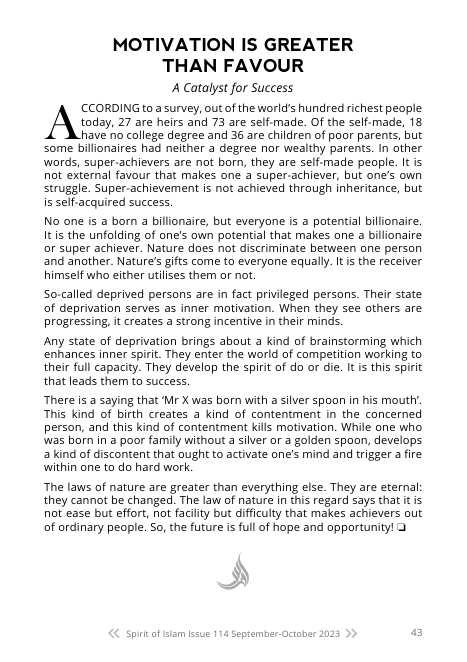 MOTIVATION IS GREATER
THAN FAVOUR
A Catalyst for Success
ACCORDING to a survey, out of the world's hundred richest people
today, 27 are heirs and 73 are self-made. Of the self-made, 18
have no college degree and 36 are children of poor parents, but
some billionaires had neither a degree nor wealthy parents. In other
words, super-achievers are not born, they are self-made people. It is
not external favour that makes one a super-achiever, but one's own
struggle. Super-achievement is not achieved through inheritance, but
is self-acquired success.
No one is a born a billionaire, but everyone is a potential billionaire.
It is the unfolding of one's own potential that makes one a billionaire
or super achiever. Nature does not discriminate between one person
and another. Nature's gifts come to everyone equally. It is the receiver
himself who either utilises them or not.
So-called deprived persons are in fact privileged persons. Their state
of deprivation serves as inner motivation. When they see others are
progressing, it creates a strong incentive in their minds.
Any state of deprivation brings about a kind of brainstorming which
enhances inner spirit. They enter the world of competition working to
their full capacity. They develop the spirit of do or die. It is this spirit
that leads them to success.
There is a saying that ‘Mr X was born with a silver spoon in his mouth’.
This kind of birth creates a kind of contentment in the concerned
person, and this kind of contentment kills motivation. While one who
was born in a poor family without a silver or a golden spoon, develops
a kind of discontent that ought to activate one's mind and trigger a fire
within one to do hard work.
The laws of nature are greater than everything else. They are eternal:
they cannot be changed. The law of nature in this regard says that it is
not ease but effort, not facility but difficulty that makes achievers out
of ordinary people. So, the future is full of hope and opportunity! ❏
Spirit of Islam Issue 114 September-October 2023
43